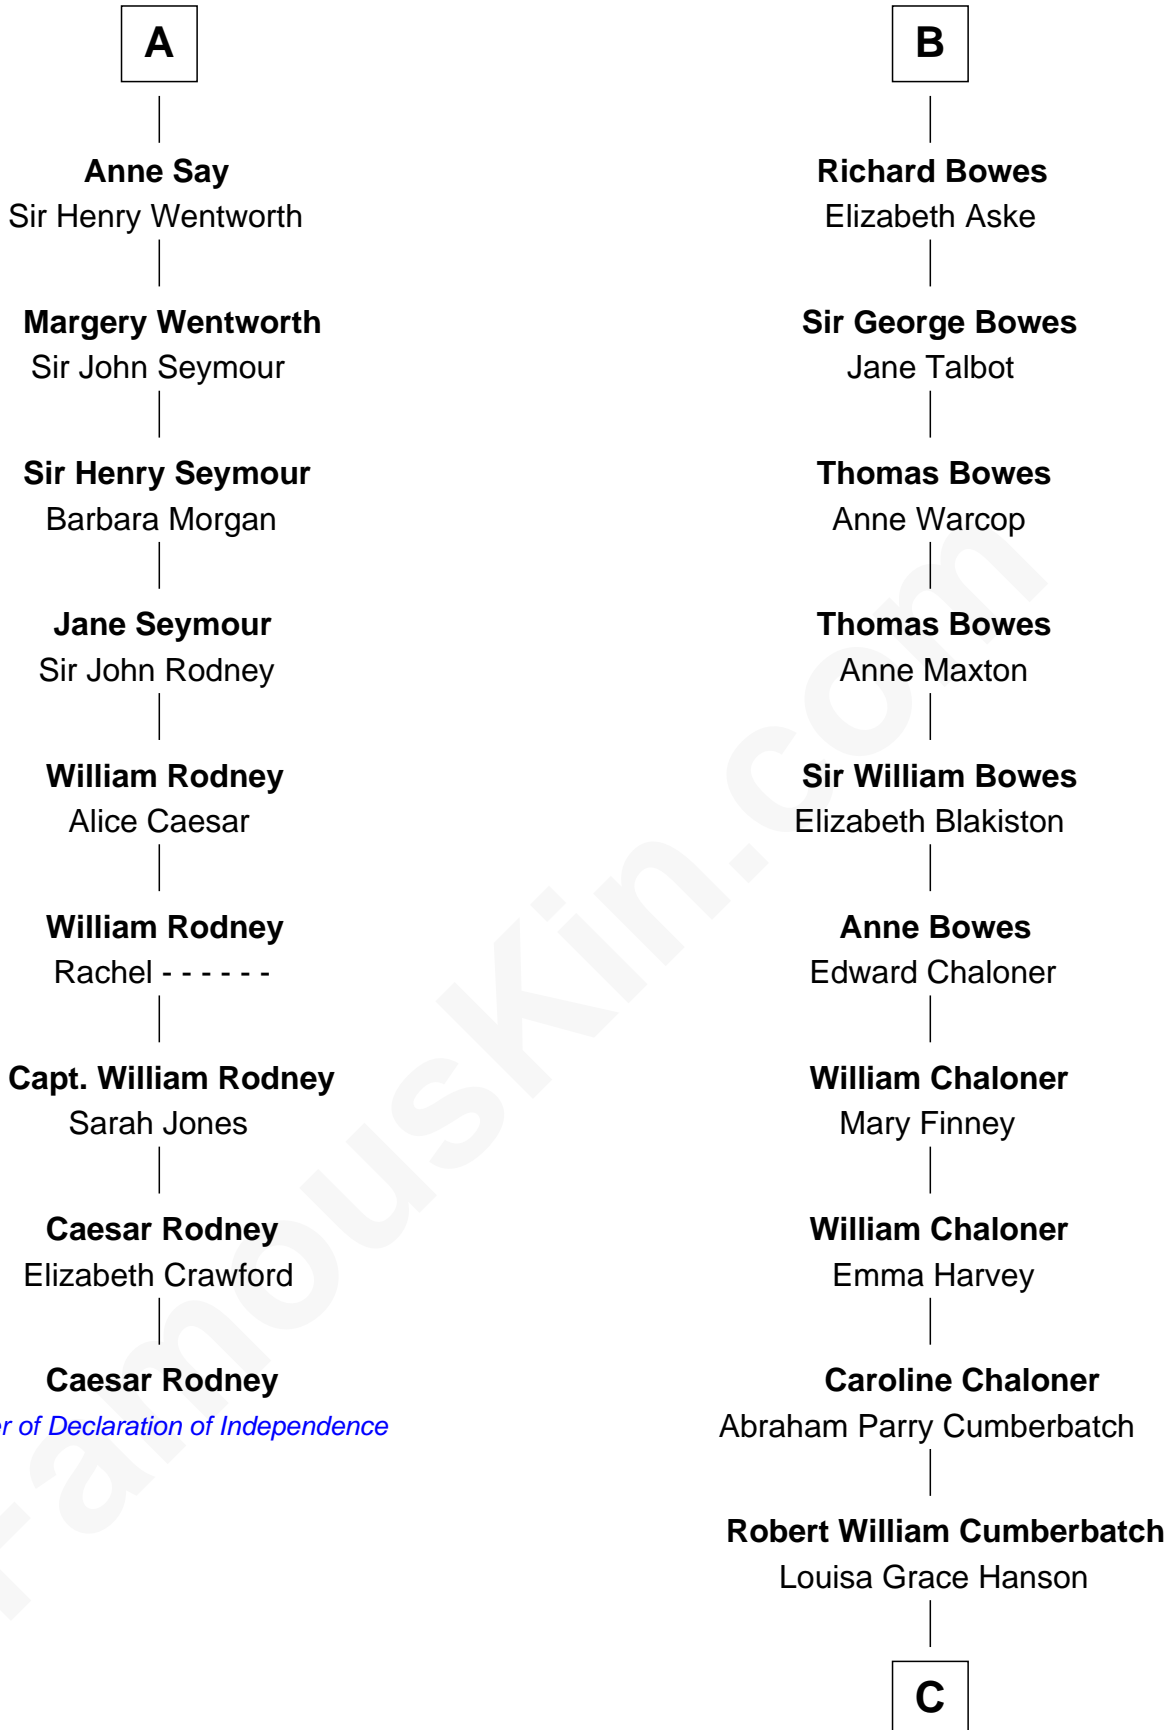 A
Anne Say
Sir Henry Wentworth
Margery Wentworth
Sir John Seymour
Sir Henry Seymour
Barbara Morgan
Jane Seymour
Sir John Rodney
William Rodney
Alice Caesar
William Rodney
Rachel - - - - - -
Capt. William Rodney
Sarah Jones
Caesar Rodney
Elizabeth Crawford
Caesar Rodney
of Declaration of Independence
B
Richard Bowes
Elizabeth Aske
Sir George Bowes
Jane Talbot
Thomas Bowes
Anne Warcop
Thomas Bowes
Anne Maxton
Sir William Bowes
Elizabeth Blakiston
Anne Bowes
Edward Chaloner
William Chaloner
Mary Finney
William Chaloner
Emma Harvey
Caroline Chaloner
Abraham Parry Cumberbatch
Robert William Cumberbatch
Louisa Grace Hanson
C
FamousKin.com